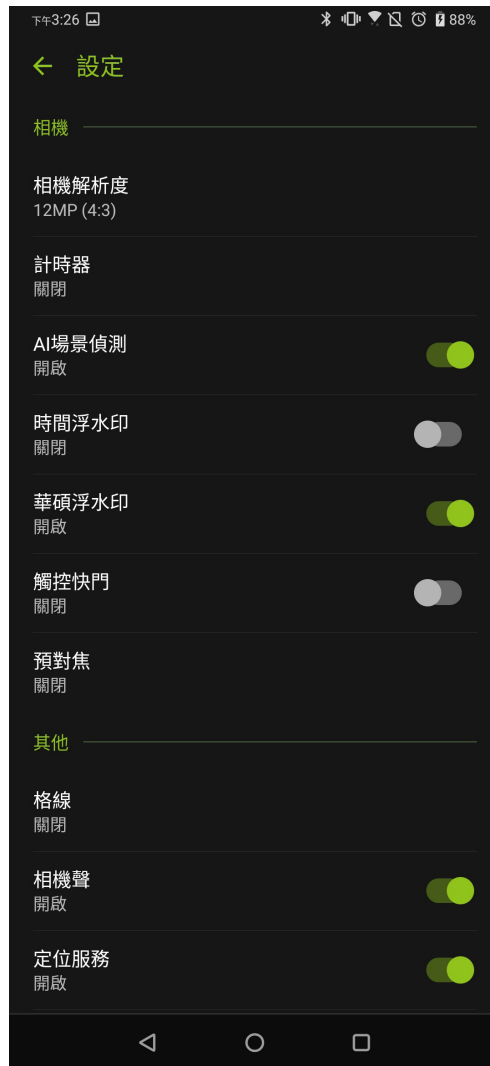 下午3:26
88%
設定
相機
相機解析度
12MP (4:3)
計時器
關閉
AI場景偵測
開啟
時間浮水印
關閉
華碩浮水印
開啟
觸控快門
關閉
預對焦
關閉
其他
格線
關閉
相機聲
開啟
定位服務
開啟